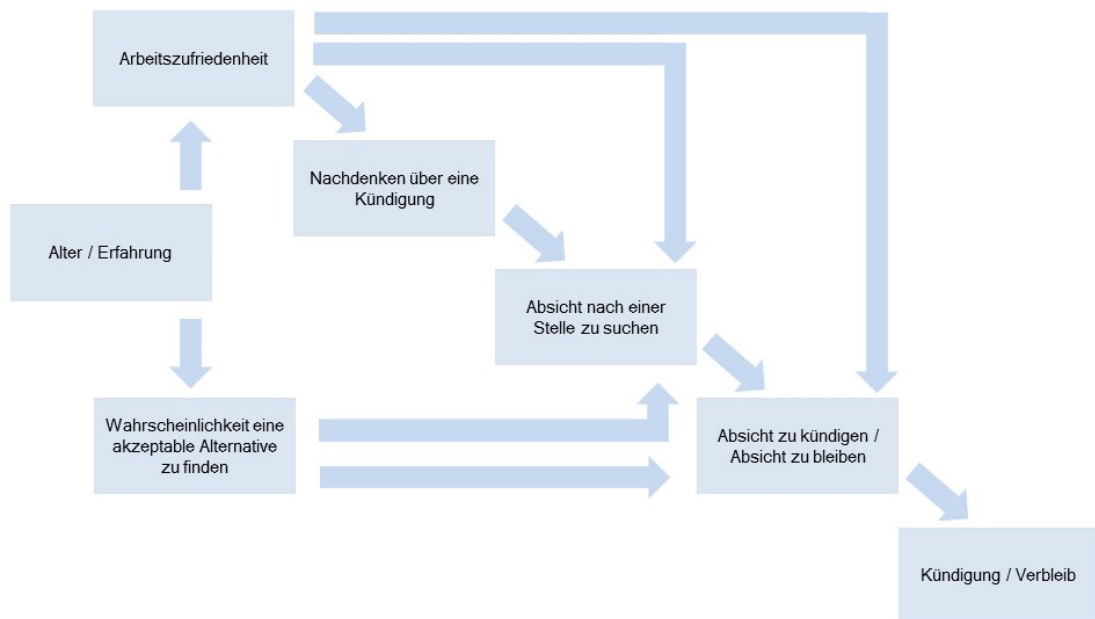 Arbeitszufriedenheit
Nachdenken über eine
Kündigung
Alter / Erfahrung
Absicht nach einer
Stelle zu suchen
Wahrscheinlichkeit eine
akzeptable Alternative
zu finden
Absicht zu kündigen /
Absicht zu bleiben
Kündigung / Verbleib